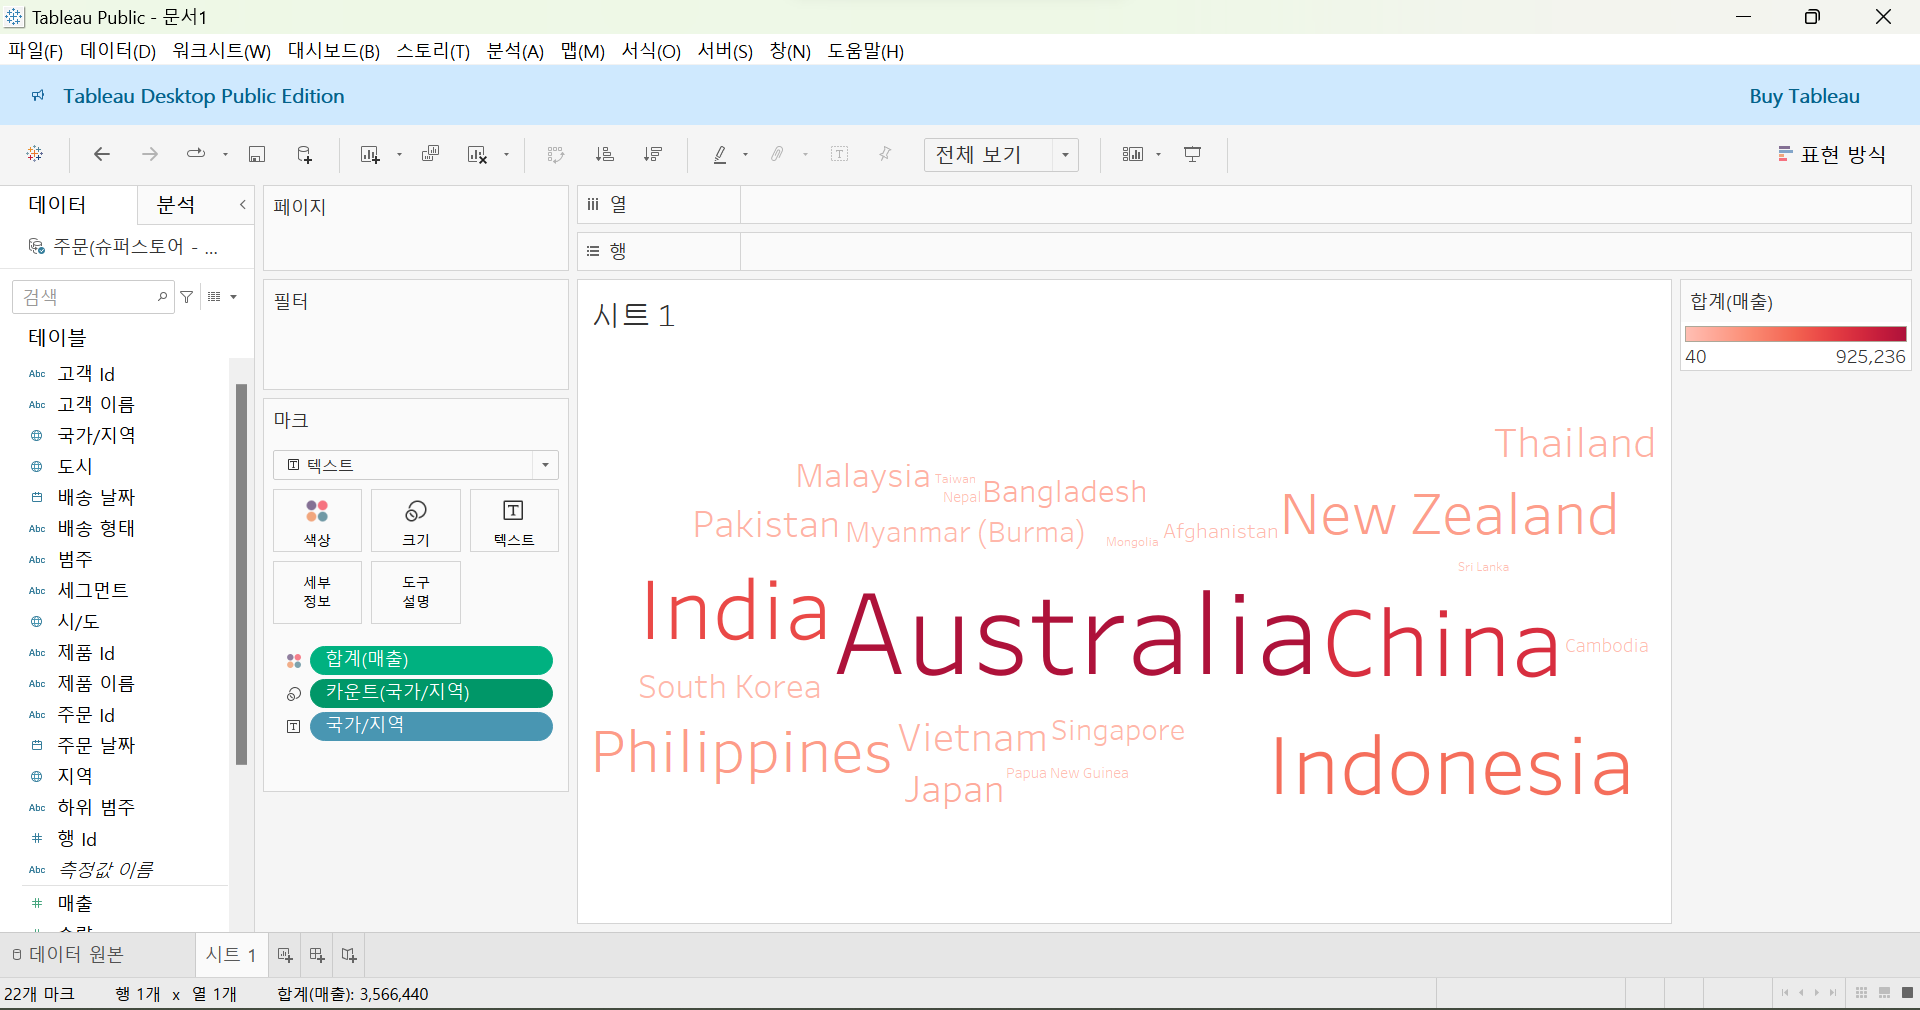 Tableau Public - 문서1
파일(F) 데이터(D) 워크시트(W) 대시보드(B) 스토리(T) 분석(A) 맵(M) 서식(O) 서버(S) 창(N) 도움말(H)
Tableau Desktop Public Edition
Buy Tableau
전체 보기
표현 방식
데이터
분석
주문(슈퍼스토어 - ...
검색
테이블
Abc 고객 Id
Abc 고객 이름
국가/지역
도시
배송 날짜
Abc 배송 형태
Abc 범주
Abc 세그먼트
시/도
Abc 제품 Id
Abc 제품 이름
Abc 주문 Id
주문 날짜
지역
Abc 하위 범주
# 행 Id
Abc 측정값 이름
# 매출
페이지
필터
마크
텍스트
색상
크기
텍스트
세부
정보
도구
설명
합계(매출)
카운트(국가/지역)
국가/지역
열
행
시트 1
Thailand
Malaysia
Taiwan
Nepal
Bangladesh
New Zealand
Pakistan
Myanmar (Burma)
Mongolia
Afghanistan
Sri Lanka
India
Australia
China
Cambodia
South Korea
Philippines
Vietnam
Singapore
Papua New Guinea
Japan
Indonesia
합계(매출)
40 925,236
데이터 원본
시트 1
22개 마크 행 1개 x 열 1개 합계(매출): 3,566,440